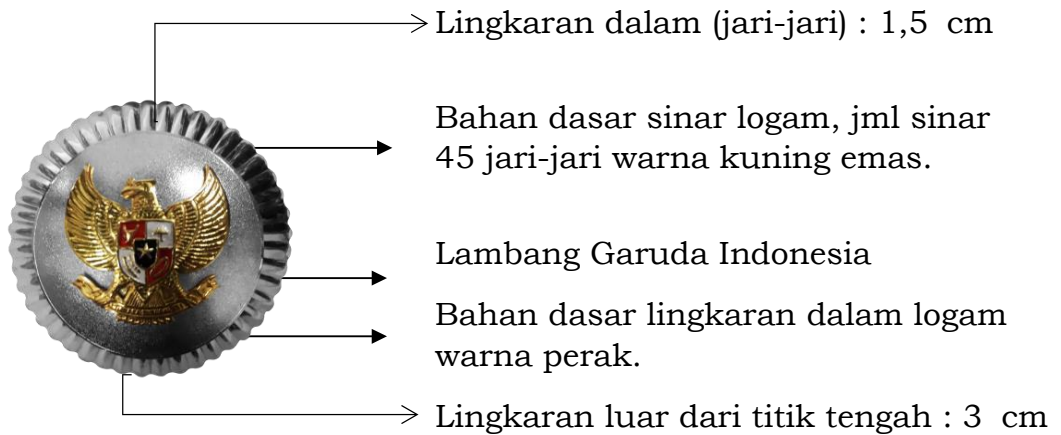 Lingkaran dalam (jari-jari) : 1,5 cm
Bahan dasar sinar logam, jml sinar
45 jari-jari warna kuning emas.
Lambang Garuda Indonesia
Bahan dasar lingkaran dalam logam
warna perak.
Lingkaran luar dari titik tengah : 3 cm